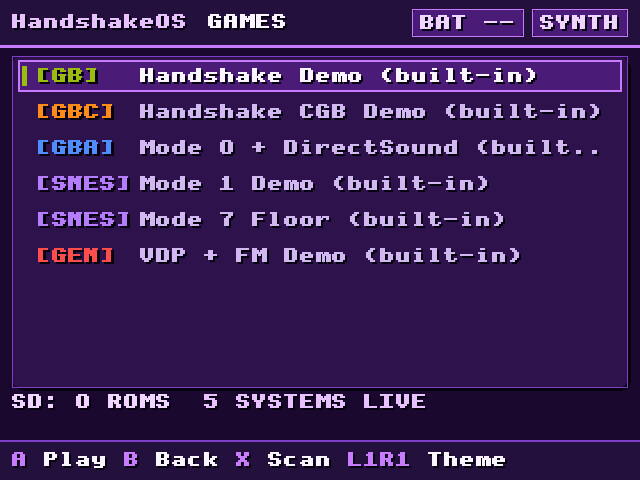 HandshakeOS GAMES BAT -- SYNTH
[GB] Handshake Demo (built-in)
[GBC] Handshake CGB Demo (built-in)
[GBA] Mode 0 + DirectSound (built..
[SNES] Mode 1 Demo (built-in)
[SNES] Mode 7 Floor (built-in)
[GEN] VDP + FM Demo (built-in)
SD: 0 ROMS 5 SYSTEMS LIVE
A Play B Back X Scan L1R1 Theme